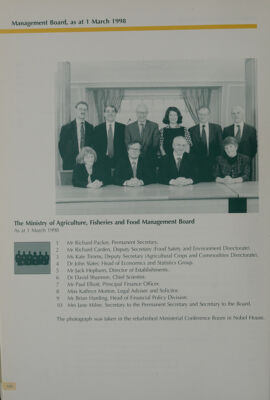 Management Board, as at 1 March 1998
The Ministry of Agriculture, Fisheries and Food Management Board
As at 1 March 1998
1 Mr Richard Packer, Permanent Secretary.
2 Mr Richard Carden, Deputy Secretary (Food Safety and Environment Directorate).
3 Ms Kate Timms, Deputy Secretary (Agricultural Crops and Commodities Directorate).
4 Dr John Slater, Head of Economics and Statistics Group.
5 Mr Jack Hepburn, Director of Establishments.
6 Dr David Shannon, Chief Scientist.
7 Mr Paul Elliott, Principal Finance Officer.
8 Miss Kathryn Morton, Legal Adviser and Solicitor.
9 Mr Brian Harding, Head of Financial Policy Division.
10 Mrs Jane Milne, Secretary to the Permanent Secretary and Secretary to the Board.
The photograph was taken in the refurbished Ministerial Conference Room in Nobel House.